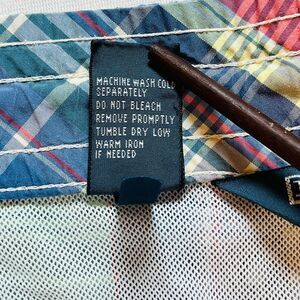 MACHINE WASH COLD
SEPARATELY
DO NOT BLEACH
REMOVE PROMPTLY
TUMBLE DRY LOW
WARM IRON
IF NEEDED